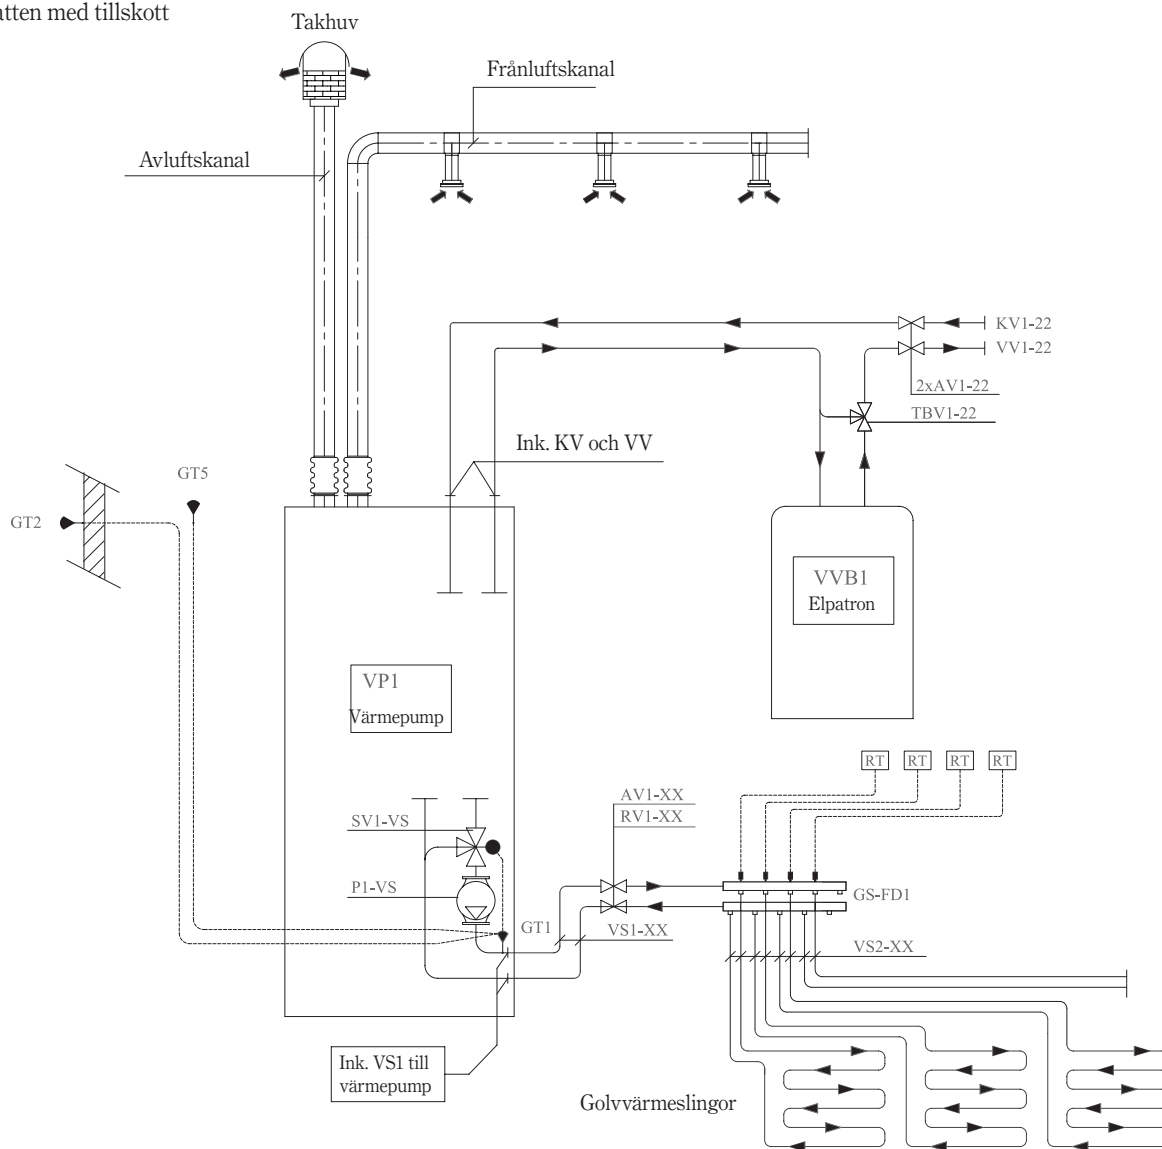 med tillskott
Takhuv
Frånluftskanal
Avluftskanal
KV1-22
VV1-22
2xAV1-22
TBV1-22
Ink. KV och VV
GT5
GT2
VVB1
Elpatron
VP1
Värmepump
RT RT RT RT
AV1-XX
RV1-XX
SV1-VS
P1-VS
GS-FD1
GT1
VS1-XX
VS2-XX
Ink. VS1 till
värmepump
Golvvärmeslingor